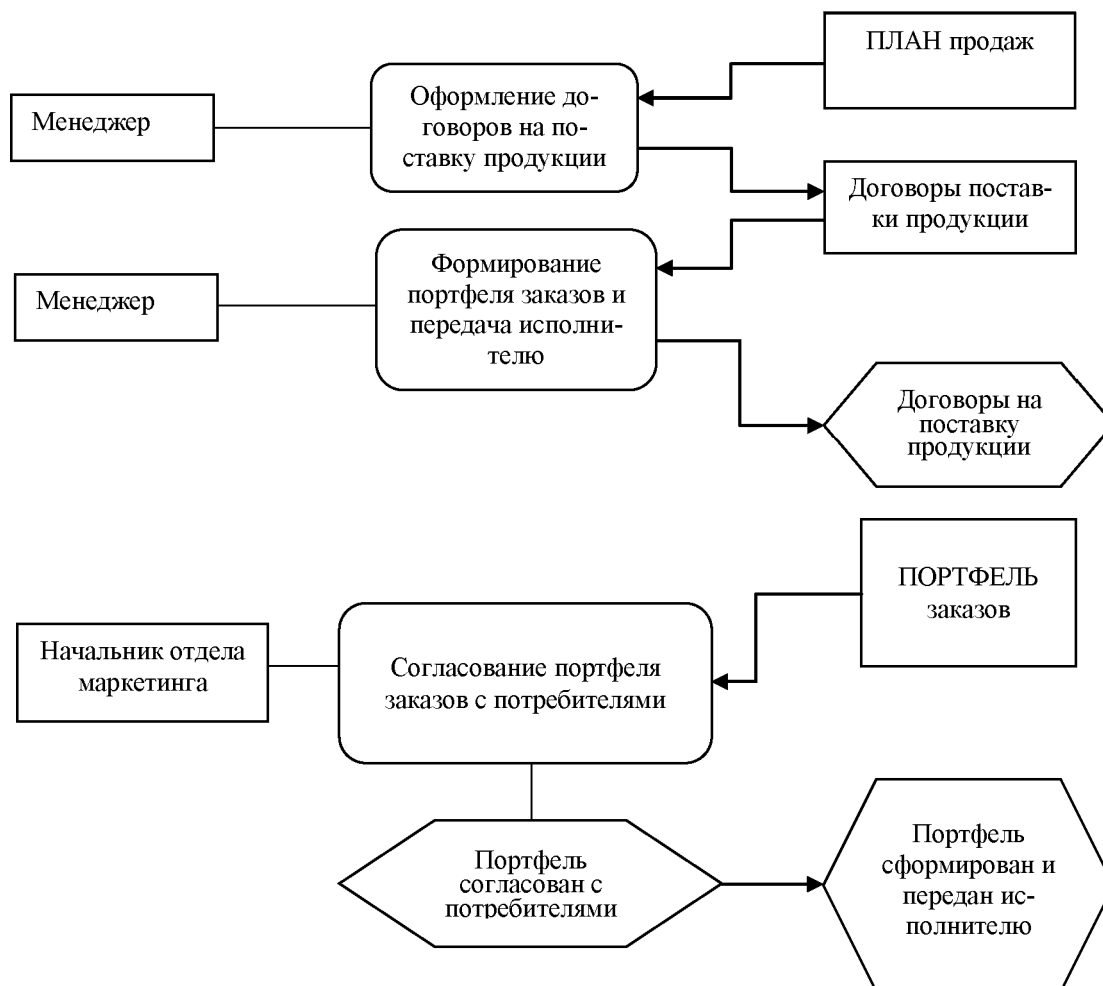 ПЛАН продаж
Менеджер
Оформление до-
говоров на по-
ставку продукции
Договоры постав-
ки продукции
Менеджер
Формирование
портфеля заказов и
передача исполни-
телю
Договоры на
поставку
продукции
ПОРТФЕЛЬ
заказов
Начальник отдела
маркетинга
Согласование портфеля
заказов с потребителями
Портфель
согласован с
потребителями
Портфель
сформирован и
передан ис-
полнителю